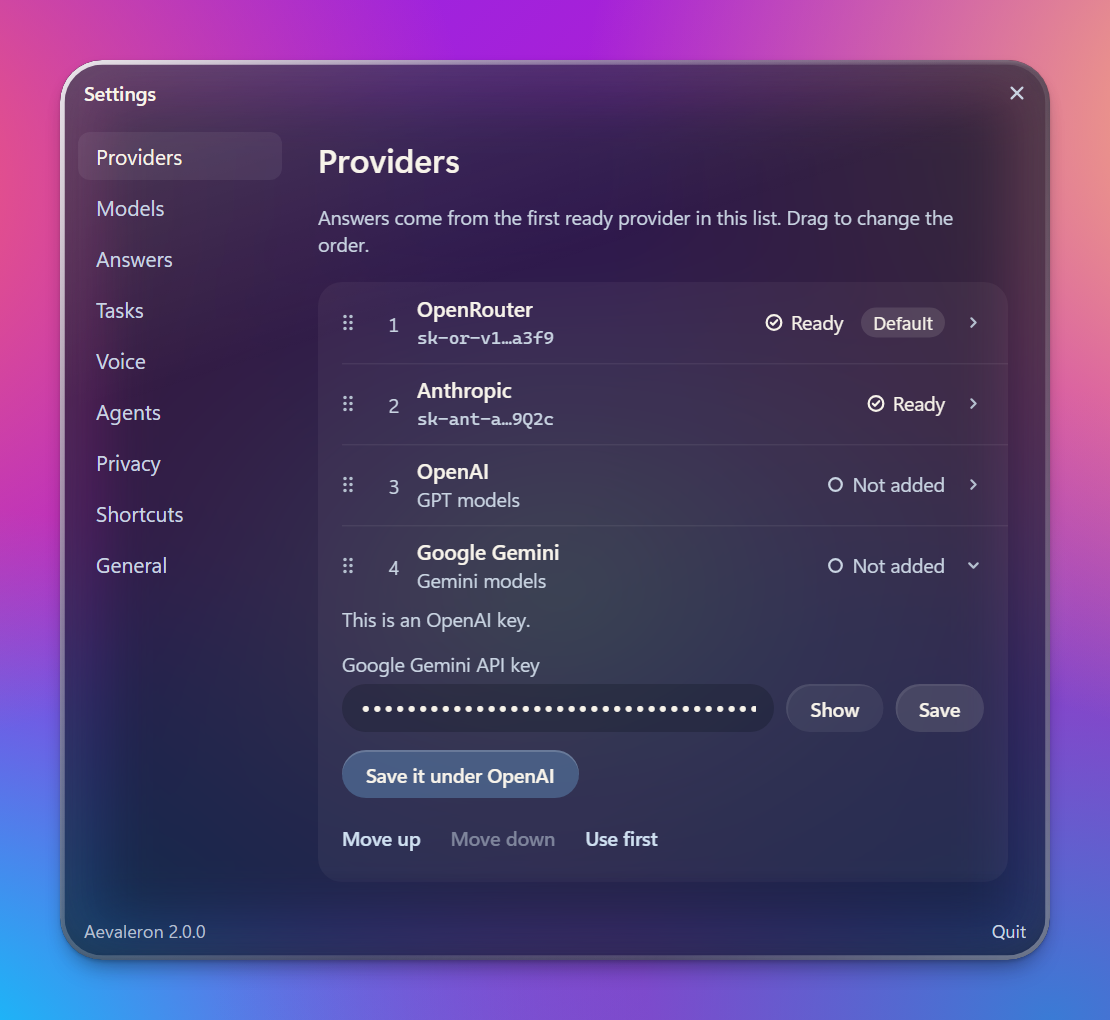 Settings
Providers
Models
Answers
Tasks
Voice
Agents
Privacy
Shortcuts
General
Providers
Answers come from the first ready provider in this list. Drag to change the
order.
1
OpenRouter
sk-or-v1…a3f9
Ready
Default
2
Anthropic
sk-ant-a…9Q2c
Ready
3
OpenAI
GPT models
Not added
4
Google Gemini
Gemini models
Not added
This is an OpenAI key.
Google Gemini API key
Show
Save
Save it under OpenAI
Move up
Move down
Use first
Aevaleron 2.0.0
Quit